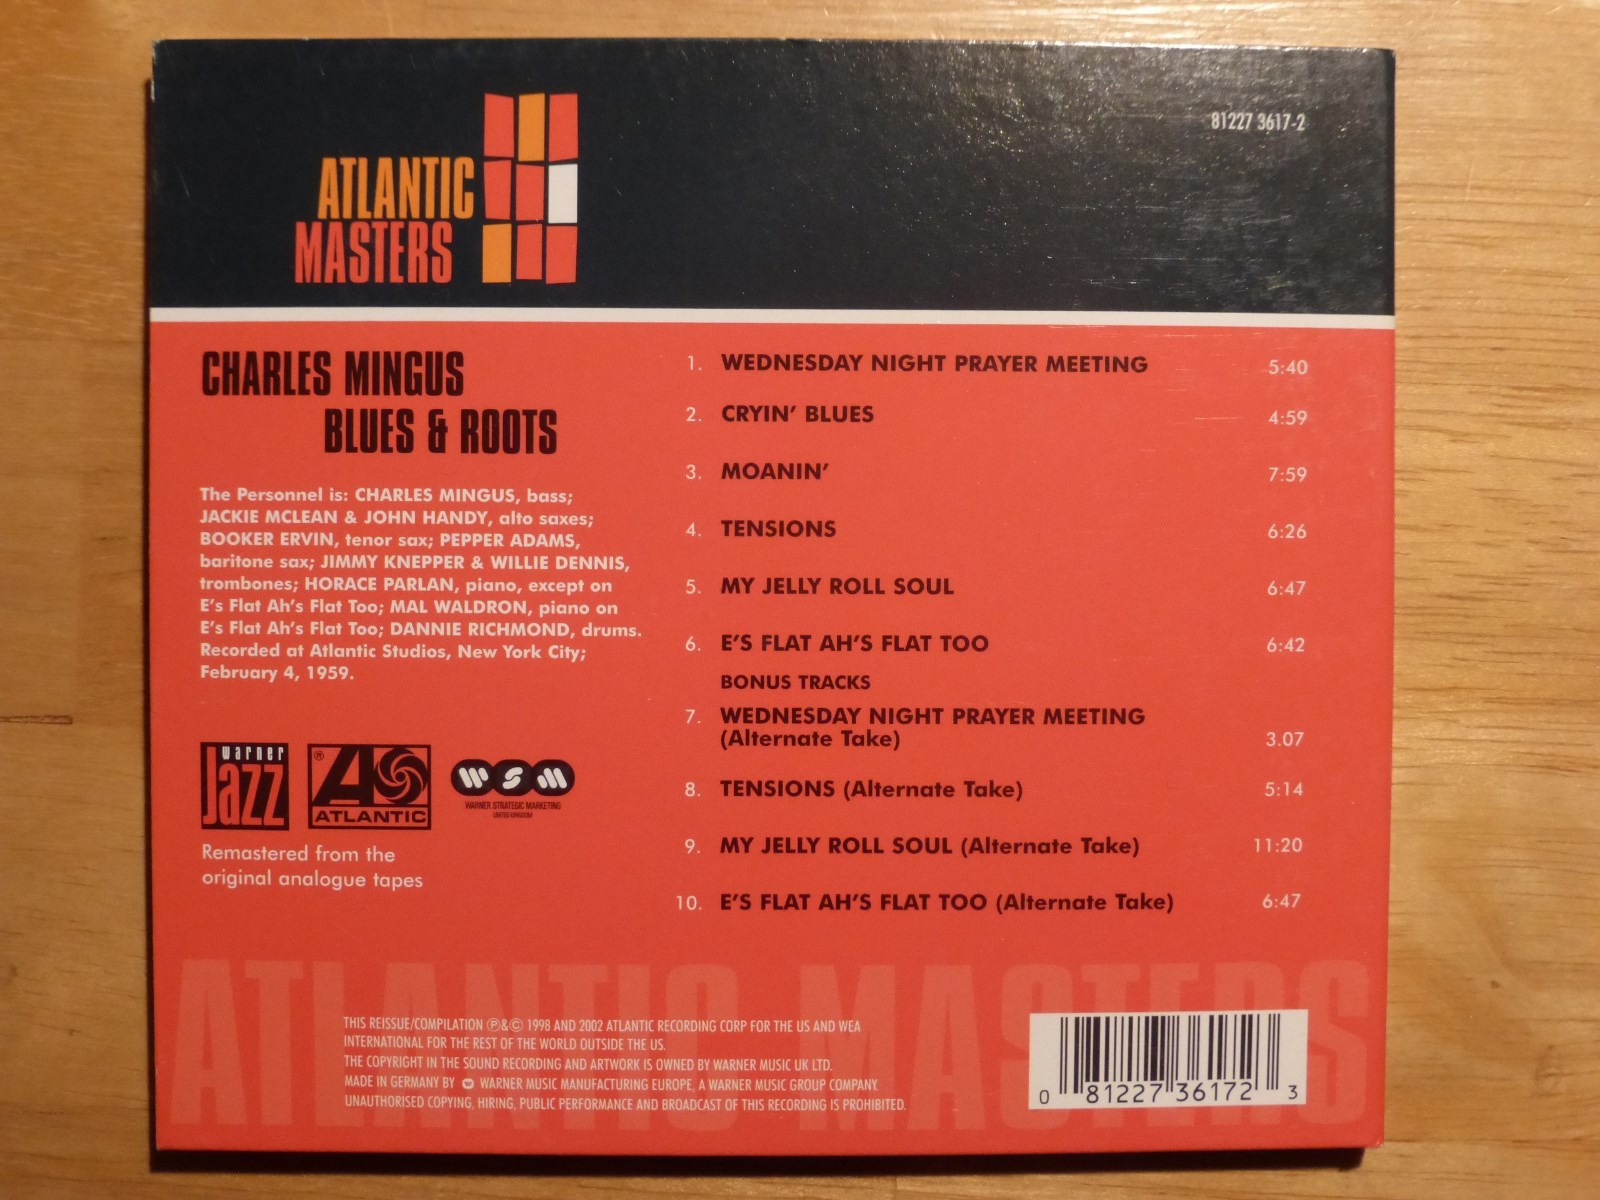 81227 3617-2
ATLANTIC
MASTERS
CHARLES MINGUS
BLUES & ROOTS
The Personnel is: CHARLES MINGUS, bass;
JACKIE MCLEAN & JOHN HANDY, alto saxes;
BOOKER ERVIN, tenor sax; PEPPER ADAMS,
baritone sax; JIMMY KNEPPER & WILLIE DENNIS,
trombones; HORACE PARLAN, piano, except on
E's Flat Ah's Flat Too; MAL WALDRON, piano on
E's Flat Ah's Flat Too; DANNIE RICHMOND, drums.
Recorded at Atlantic Studios, New York City;
February 4, 1959.
warner
Jazz
®
ATLANTIC
WSM
WARNER STRATEGIC MARKETING
UNITED KINGDOM
Remastered from the
original analogue tapes
1. WEDNESDAY NIGHT PRAYER MEETING 5:40
2. CRYIN' BLUES 4:59
3. MOANIN' 7:59
4. TENSIONS 6:26
5. MY JELLY ROLL SOUL 6:47
6. E'S FLAT AH'S FLAT TOO 6:42
BONUS TRACKS
7. WEDNESDAY NIGHT PRAYER MEETING
(Alternate Take) 3.07
8. TENSIONS (Alternate Take) 5:14
9. MY JELLY ROLL SOUL (Alternate Take) 11:20
10. E'S FLAT AH'S FLAT TOO (Alternate Take) 6:47
ATLANTIC MASTERS
THIS REISSUE/COMPILATION ℗&© 1998 AND 2002 ATLANTIC RECORDING CORP FOR THE US AND WEA
INTERNATIONAL FOR THE REST OF THE WORLD OUTSIDE THE US.
THE COPYRIGHT IN THE SOUND RECORDING AND ARTWORK IS OWNED BY WARNER MUSIC UK LTD.
MADE IN GERMANY BY WARNER MUSIC MANUFACTURING EUROPE, A WARNER MUSIC GROUP COMPANY.
UNAUTHORISED COPYING, HIRING, PUBLIC PERFORMANCE AND BROADCAST OF THIS RECORDING IS PROHIBITED.
0 81227 36172 3